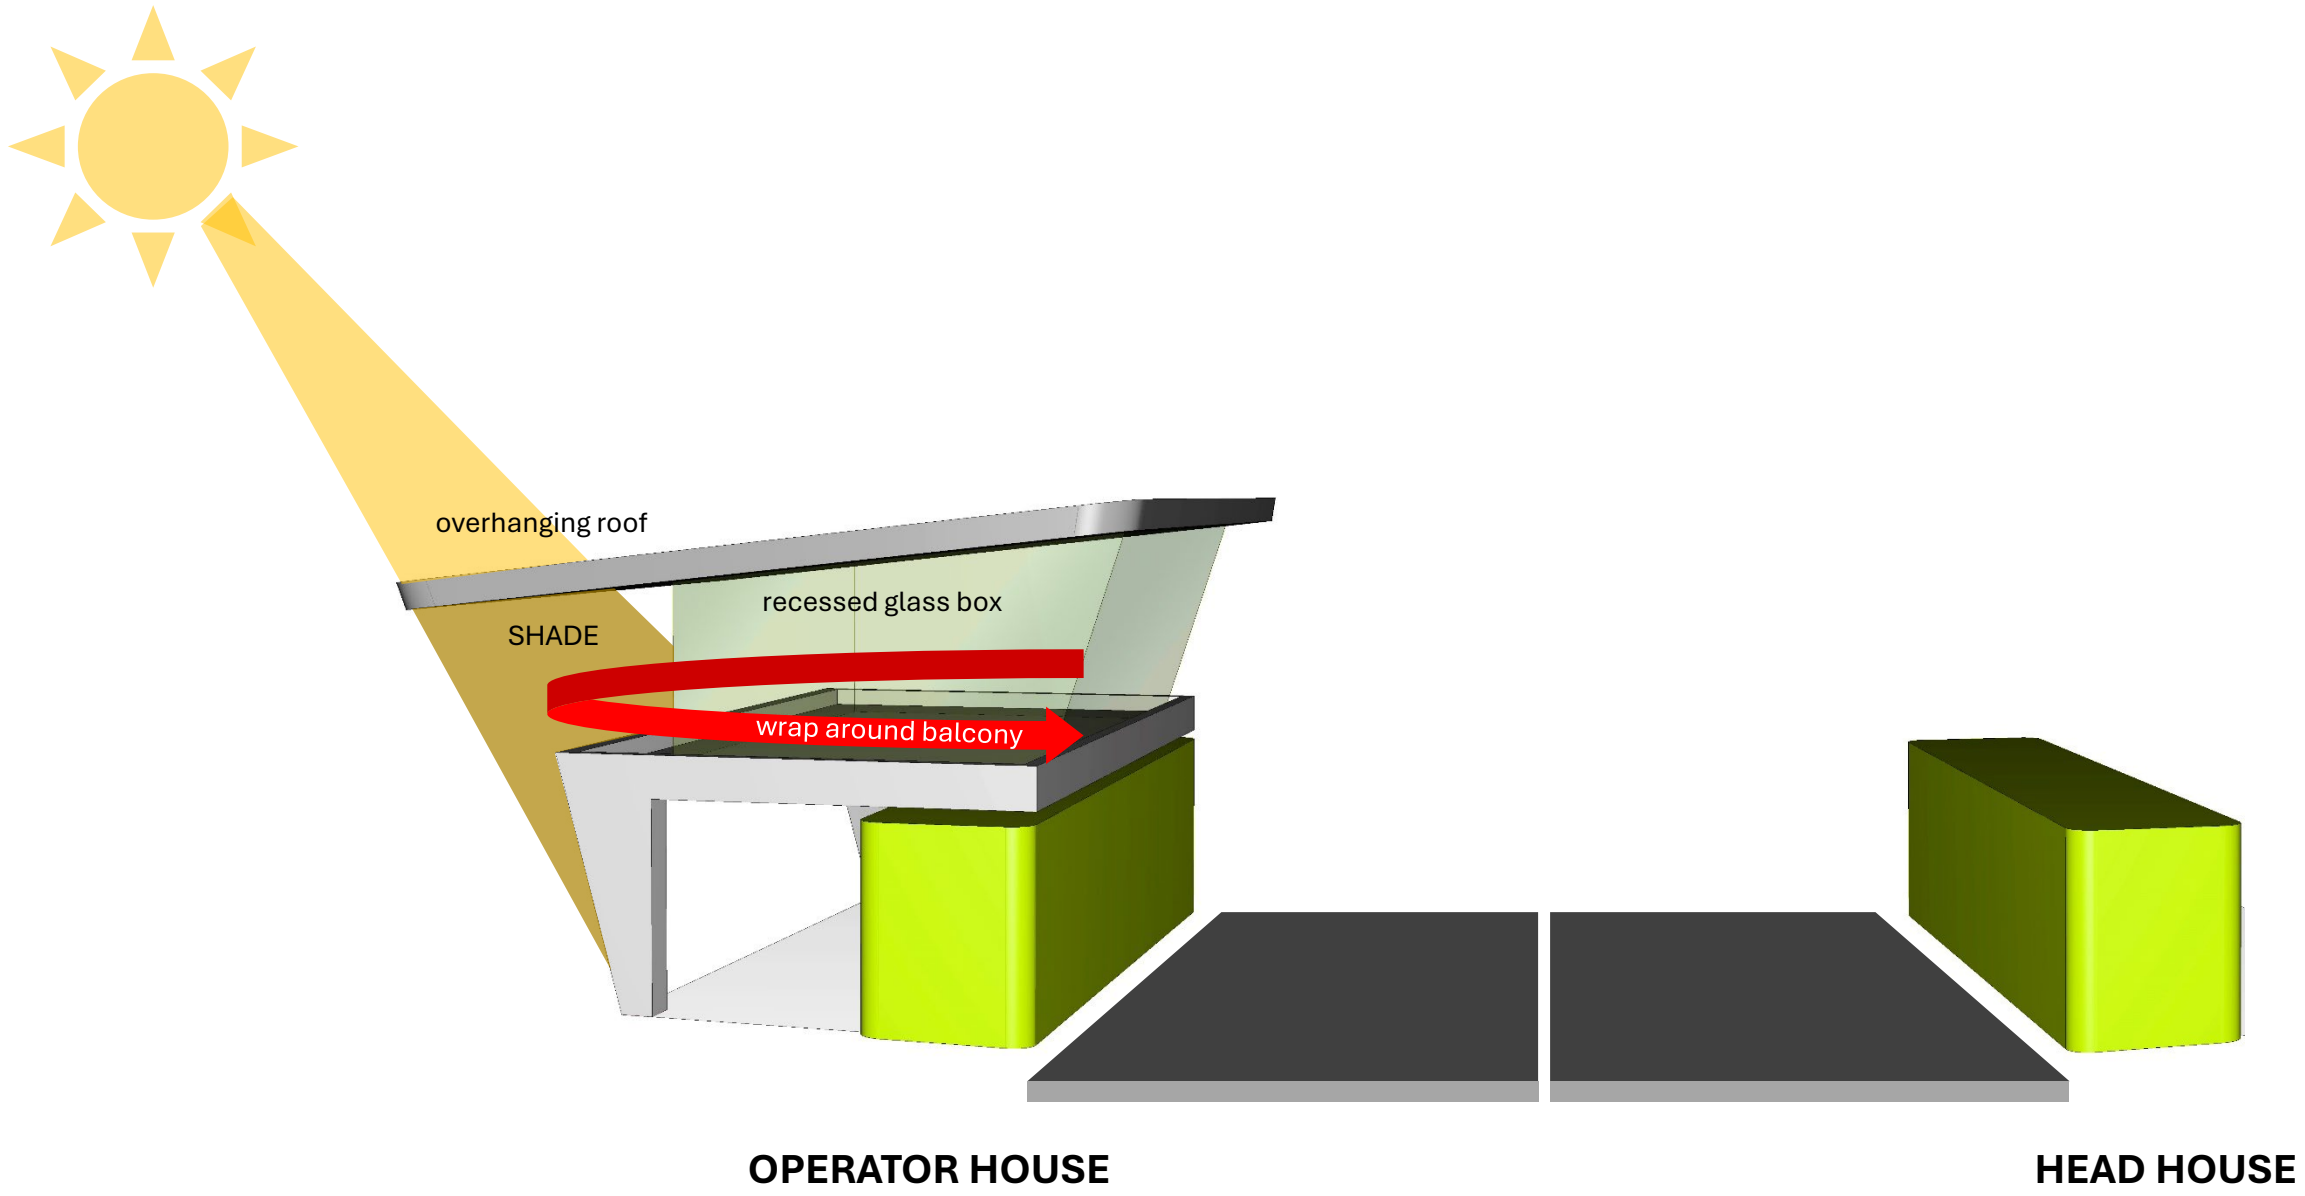 overhanging roof
recessed glass box
SHADE
wrap around balcony
OPERATOR HOUSE
HEAD HOUSE